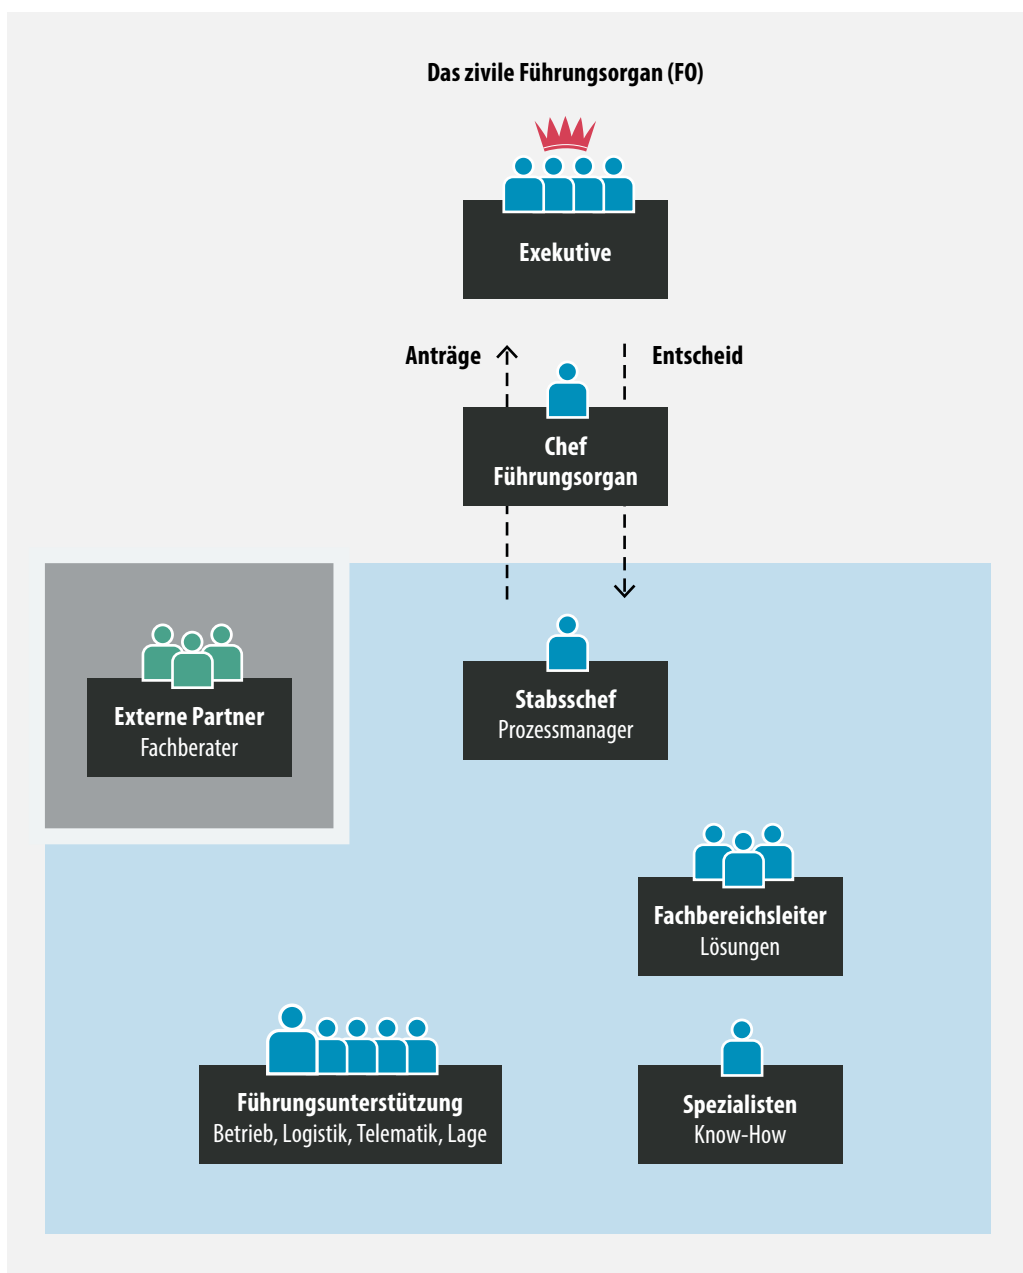 Das zivile Führungsorgan (FO)
Exekutive
Anträge
Entscheid
Chef
Führungsorgan
Externe Partner
Fachberater
Stabsschef
Prozessmanager
Fachbereichsleiter
Lösungen
Führungsunterstützung
Betrieb, Logistik, Telematik, Lage
Spezialisten
Know-How